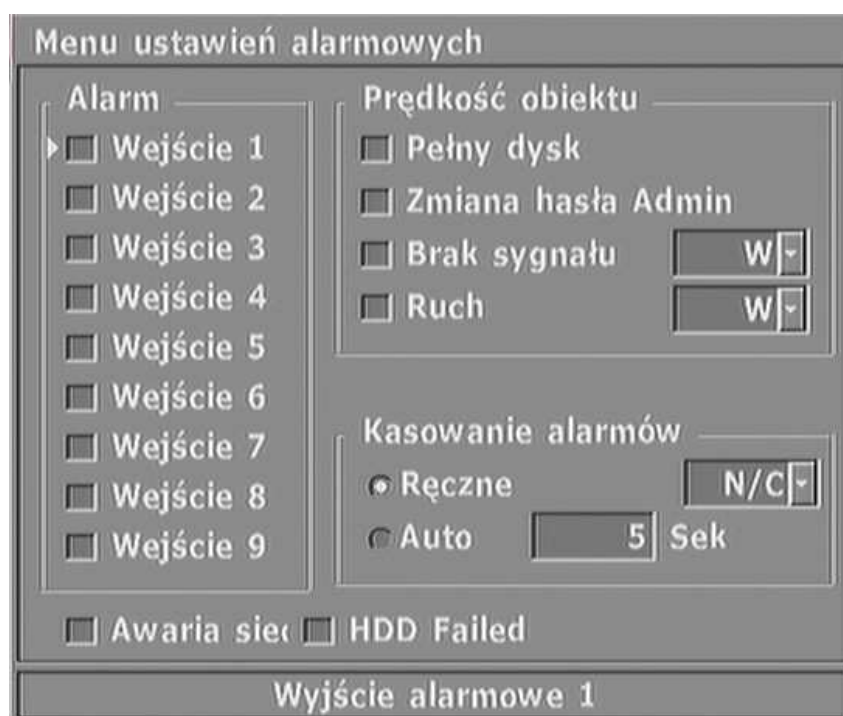 Menu ustawień alarmowych
Alarm
Wejście 1
Wejście 2
Wejście 3
Wejście 4
Wejście 5
Wejście 6
Wejście 7
Wejście 8
Wejście 9
Prędkość obiektu
Pełny dysk
Zmiana hasła Admin
Brak sygnału W
Ruch W
Kasowanie alarmów
Ręczne N/C
Auto 5 Sek
Awaria sieć HDD Failed
Wyjście alarmowe 1